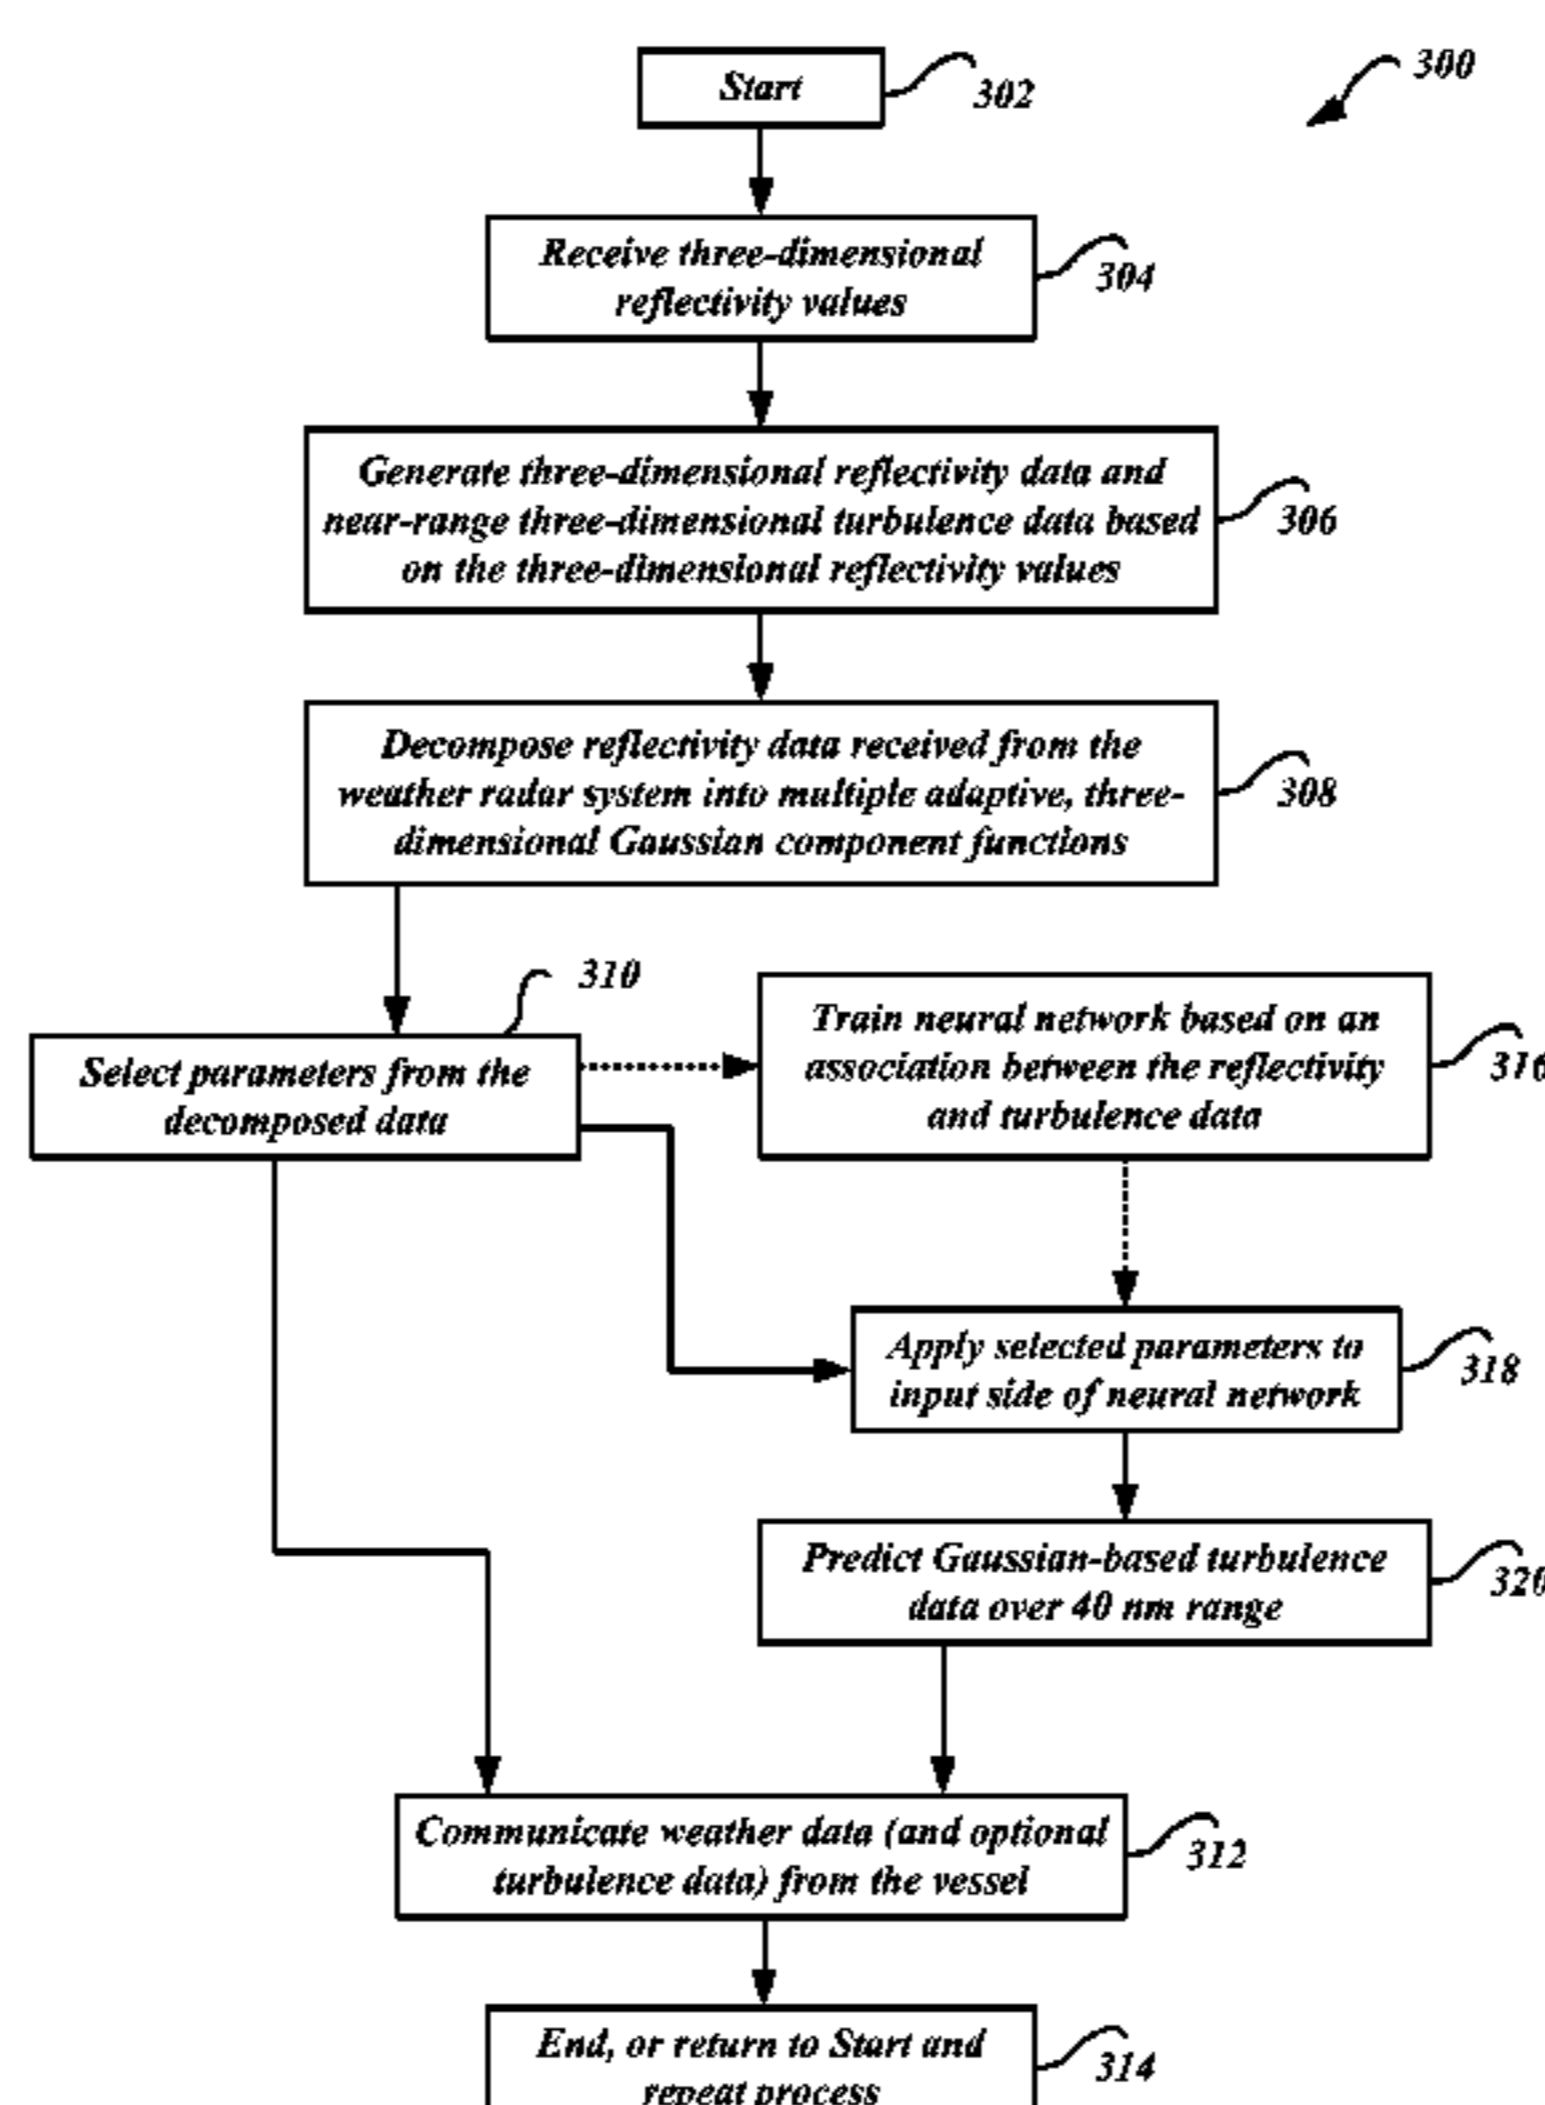 300
Start
302
Receive three-dimensional
reflectivity values
304
Generate three-dimensional reflectivity data and
near-range three-dimensional turbulence data based
on the three-dimensional reflectivity values
306
Decompose reflectivity data received from the
weather radar system into multiple adaptive, three-
dimensional Gaussian component functions
308
310
Select parameters from the
decomposed data
Train neural network based on an
association between the reflectivity
and turbulence data
316
Apply selected parameters to
input side of neural network
318
Predict Gaussian-based turbulence
data over 40 nm range
320
Communicate weather data (and optional
turbulence data) from the vessel
312
End, or return to Start and
repeat process
314